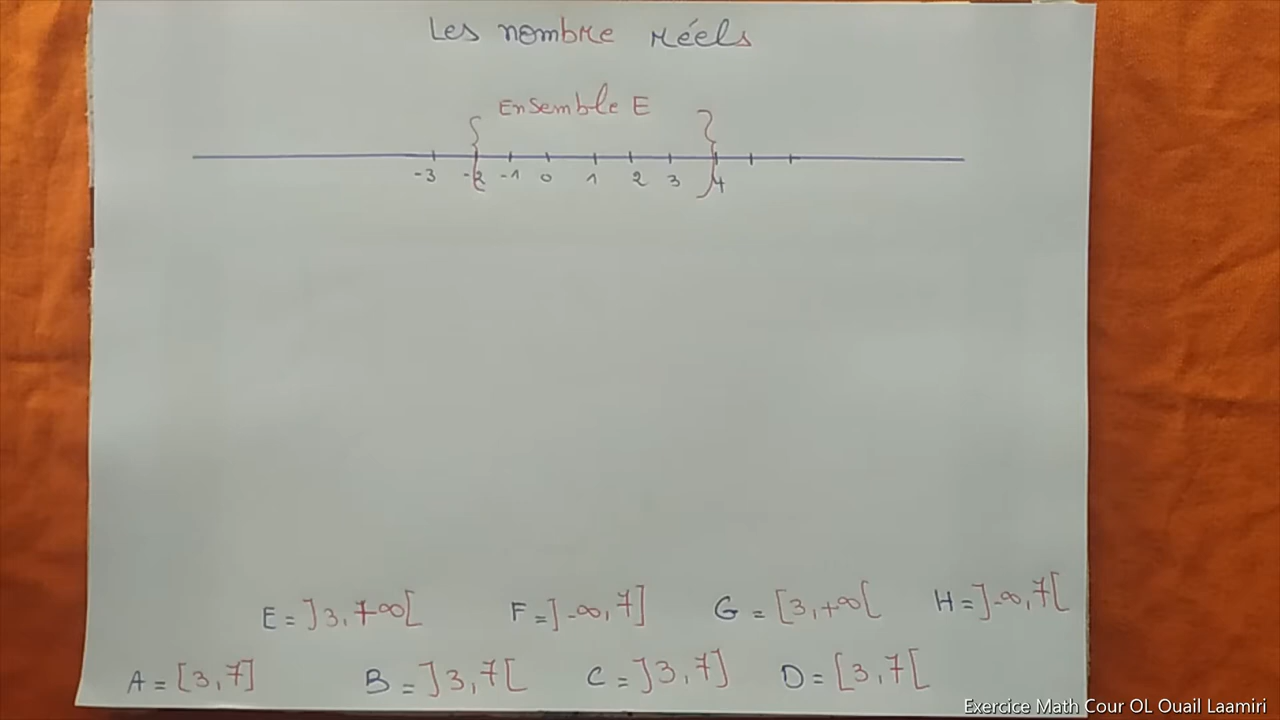 Les nombre réels
Ensemble E
-3 -2 -1 0 1 2 3 4
E = ]3, +∞[ F = ]-∞, 7] G = [3, +∞[ H = ]-∞, 7[
A = [3, 7] B = ]3, 7[ C = ]3, 7] D = [3, 7[
Exercice Math Cour OL Ouail Laamiri